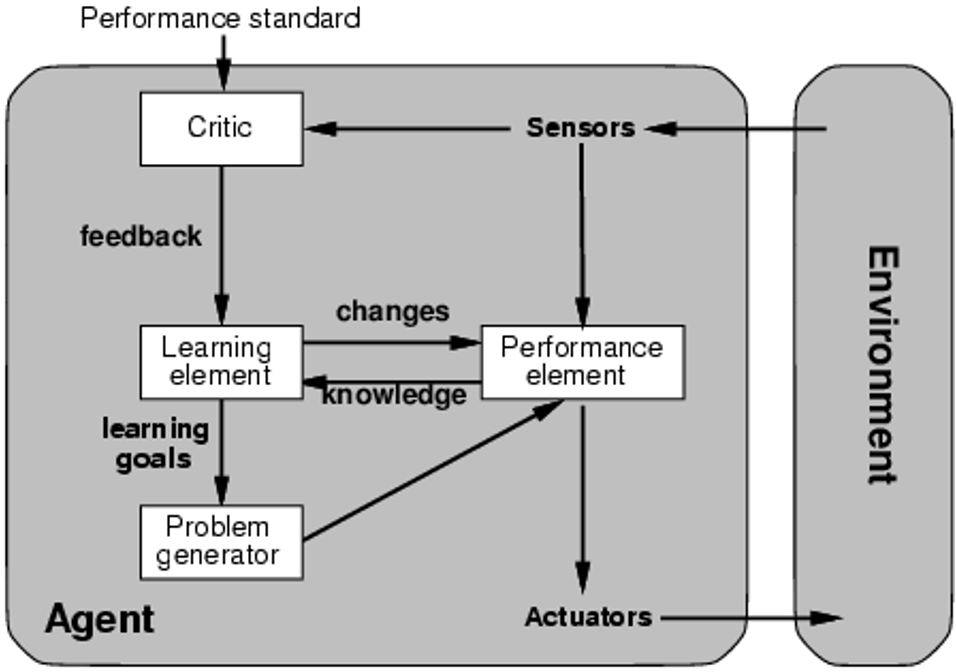 Performance standard
Critic
Sensors
feedback
changes
Learning
element
Performance
element
knowledge
learning
goals
Problem
generator
Agent
Actuators
Environment